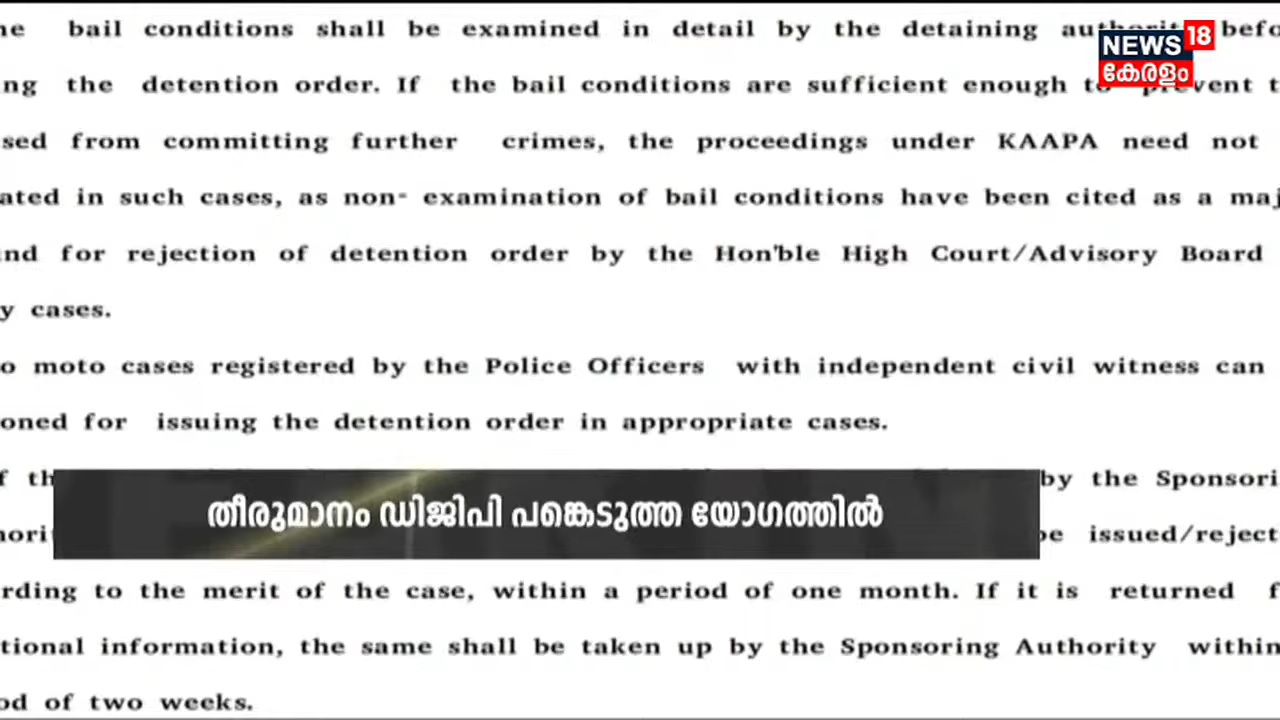 bail conditions shall be examined in detail by the detaining
NEWS 18
കേരളം
the detention order. If the bail conditions are sufficient enough
from committing further crimes, the proceedings under KAAPA need not
in such cases, as non- examination of bail conditions have been cited as a
for rejection of detention order by the Hon'ble High Court/Advisory Board
cases.
moto cases registered by the Police Officers with independent civil witness can
for issuing the detention order in appropriate cases.
by the
തീരുമാനം ഡിജിപി പങ്കെടുത്ത യോഗത്തിൽ
to the merit of the case, within a period of one month. If it is returned
information, the same shall be taken up by the Sponsoring Authority within
of two weeks.